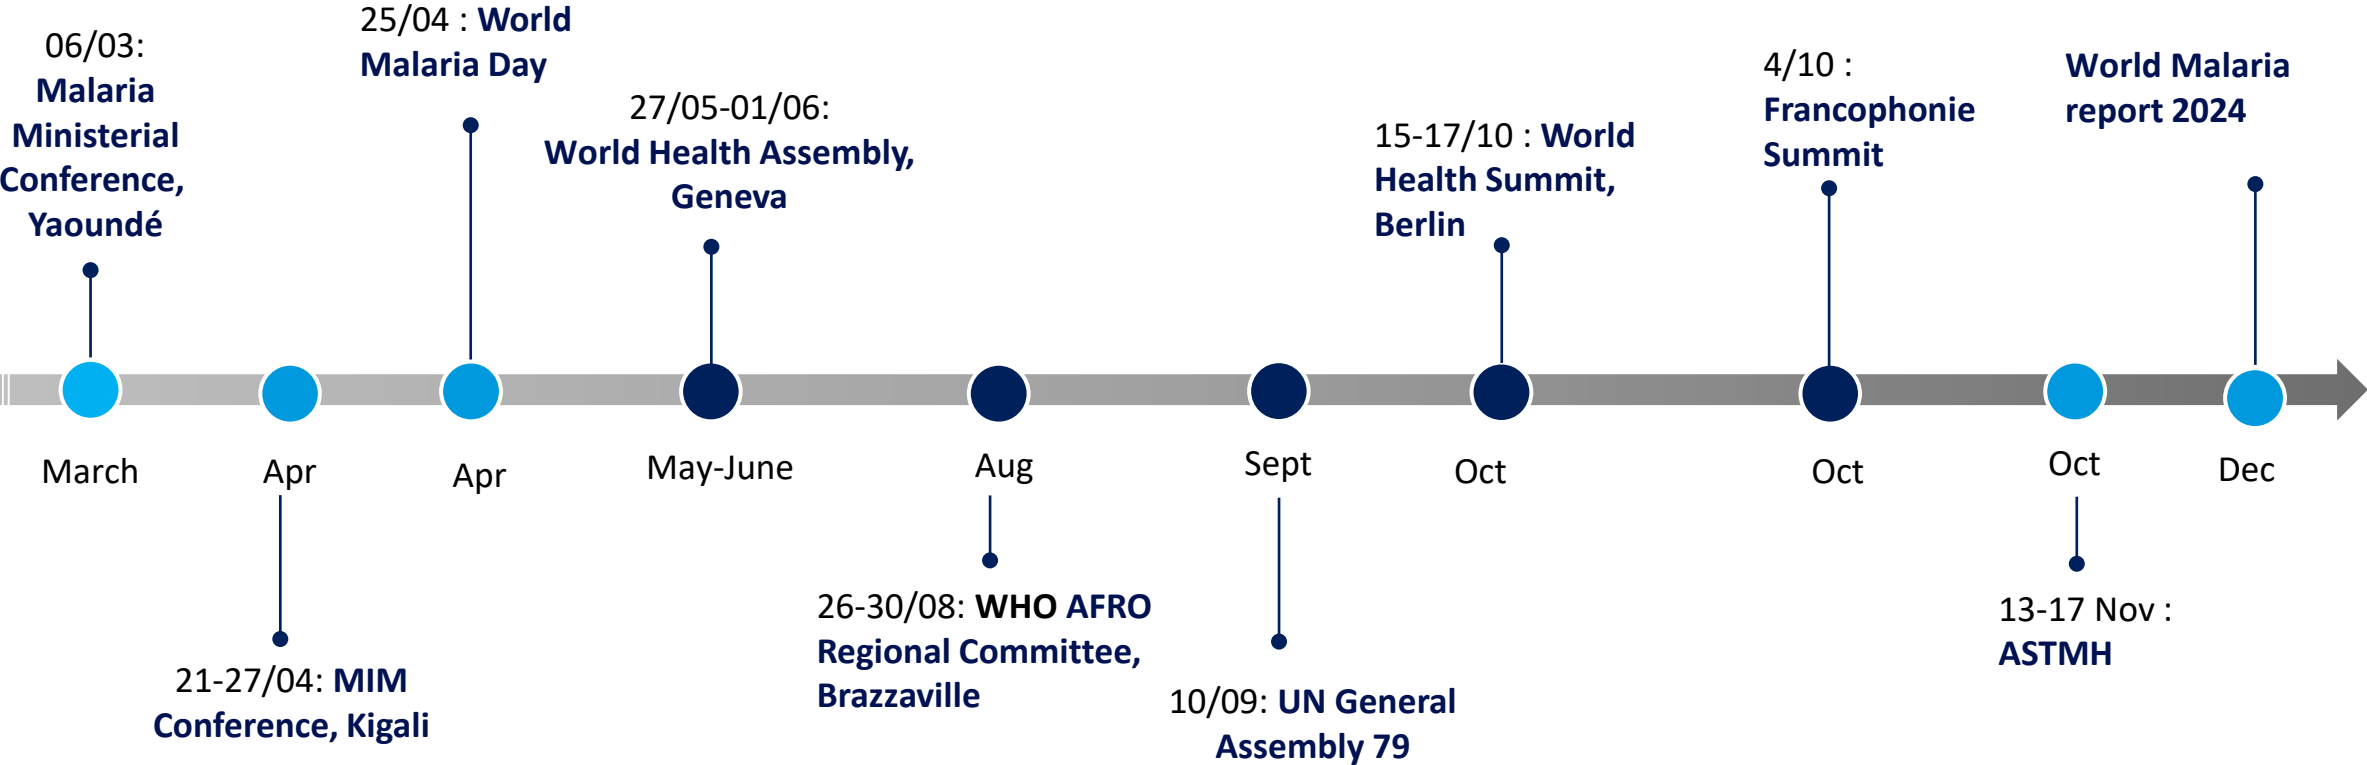 06/03:
Malaria
Ministerial
Conference,
Yaoundé
25/04 : World
Malaria Day
27/05-01/06:
World Health Assembly,
Geneva
15-17/10 : World
Health Summit,
Berlin
4/10 :
Francophonie
Summit
World Malaria
report 2024
March
Apr
Apr
May-June
Aug
Sept
Oct
Oct
Oct
Dec
21-27/04: MIM
Conference, Kigali
26-30/08: WHO AFRO
Regional Committee,
Brazzaville
10/09: UN General
Assembly 79
13-17 Nov :
ASTMH